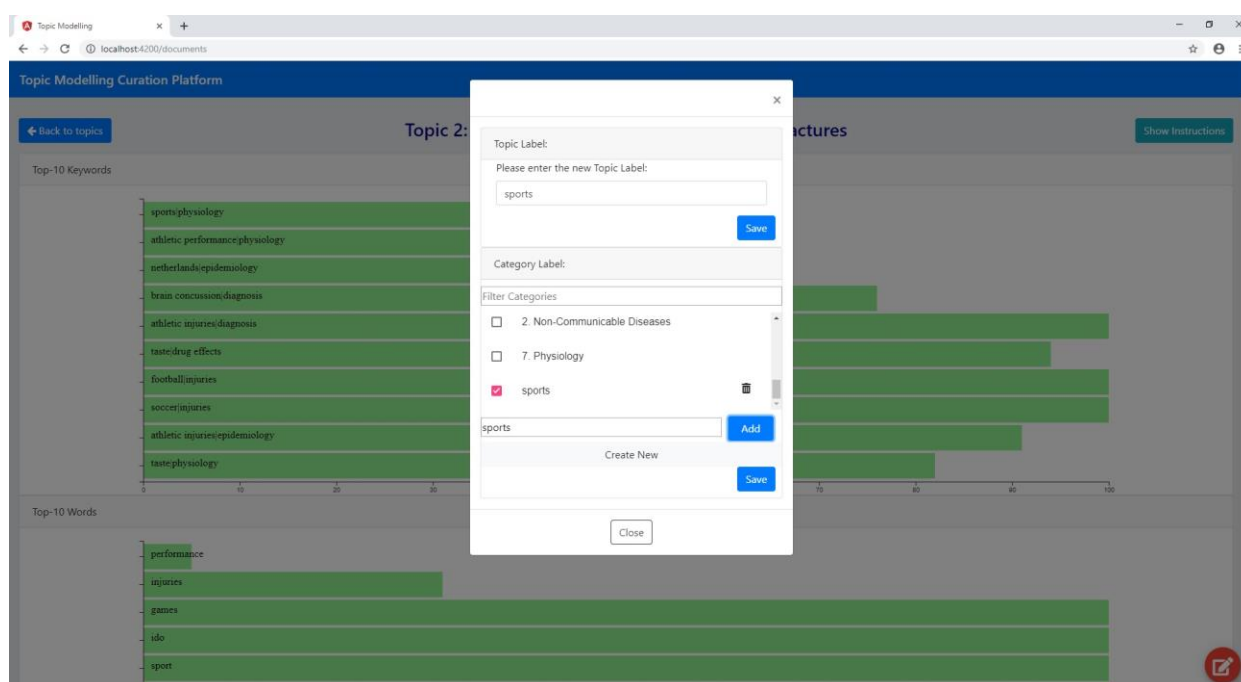 Topic Modelling
localhost:4200/documents
Topic Modelling Curation Platform
Back to topics
Topic 2:
actures
Show Instructions
Top-10 Keywords
sports|physiology
athletic performance|physiology
netherlands|epidemiology
brain concussion|diagnosis
athletic injuries|diagnosis
taste|drug effects
football|injuries
soccer|injuries
athletic injuries|epidemiology
taste|physiology
0 10 20 30 70 80 90 100
Top-10 Words
performance
injuries
games
ido
sport
×
Topic Label:
Please enter the new Topic Label:
sports
Save
Category Label:
Filter Categories
2. Non-Communicable Diseases
7. Physiology
sports
sports
Add
Create New
Save
Close